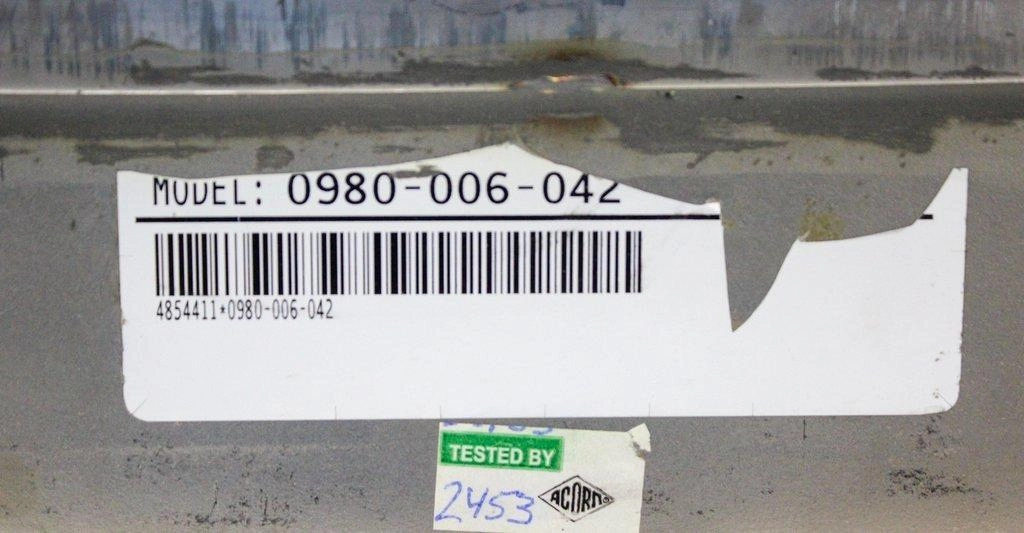 MODEL: 0980-006-042
4854411*0980-006-042
TESTED BY
2453
ACORN®